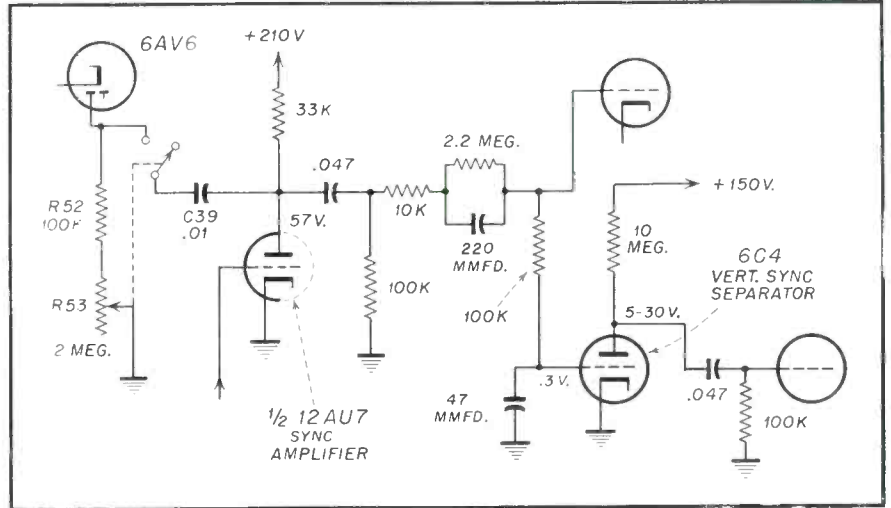 6AV6
+210V
33K
2.2 MEG.
.047
+150V.
R52
C39
.01
57V.
10K
220
MMFD.
10
MEG.
6C4
VERT. SYNC
SEPARATOR
R53
2 MEG.
100K
100K
5-30V.
.3V.
47
MMFD.
.047
100K
½ 12AU7
SYNC
AMPLIFIER